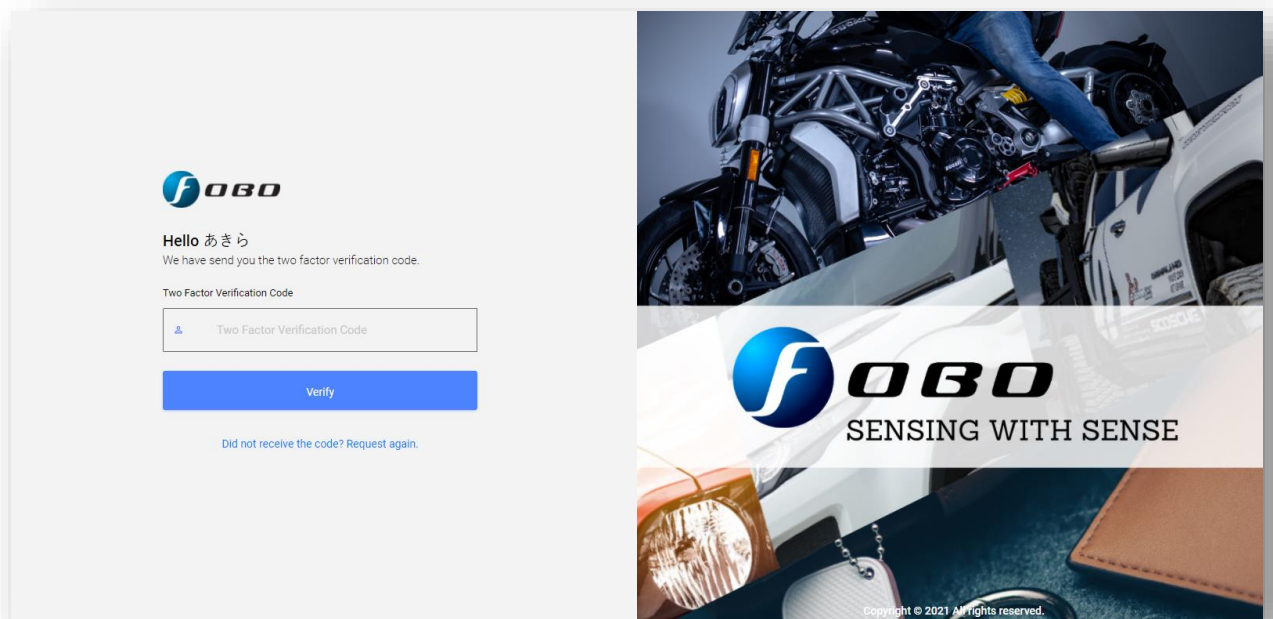 FOBO
Hello あきら
We have send you the two factor verification code.
Two Factor Verification Code
Two Factor Verification Code
Verify
Did not receive the code? Request again.
FOBO
SENSING WITH SENSE
Copyright © 2021 All rights reserved.